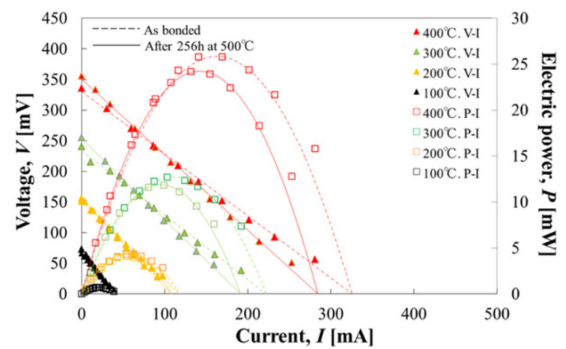 450
400
350
300
250
200
150
100
50
0
Voltage, V [mV]
As bonded
After 256h at 500℃
400℃. V-I
300℃. V-I
200℃. V-I
100℃. V-I
400℃. P-I
300℃. P-I
200℃. P-I
100℃. P-I
30
25
20
15
10
5
0
Electric power, P [mW]
0 100 200 300 400 500
Current, I [mA]